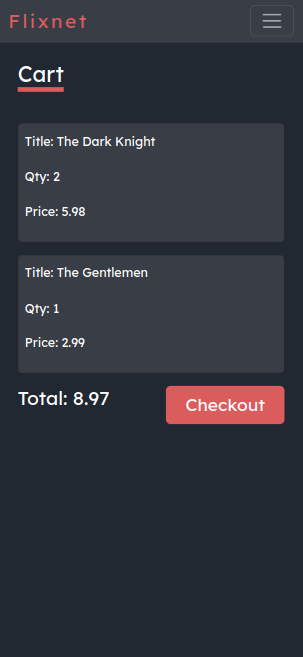 Flixnet
Cart
Title: The Dark Knight
Qty: 2
Price: 5.98
Title: The Gentlemen
Qty: 1
Price: 2.99
Total: 8.97
Checkout